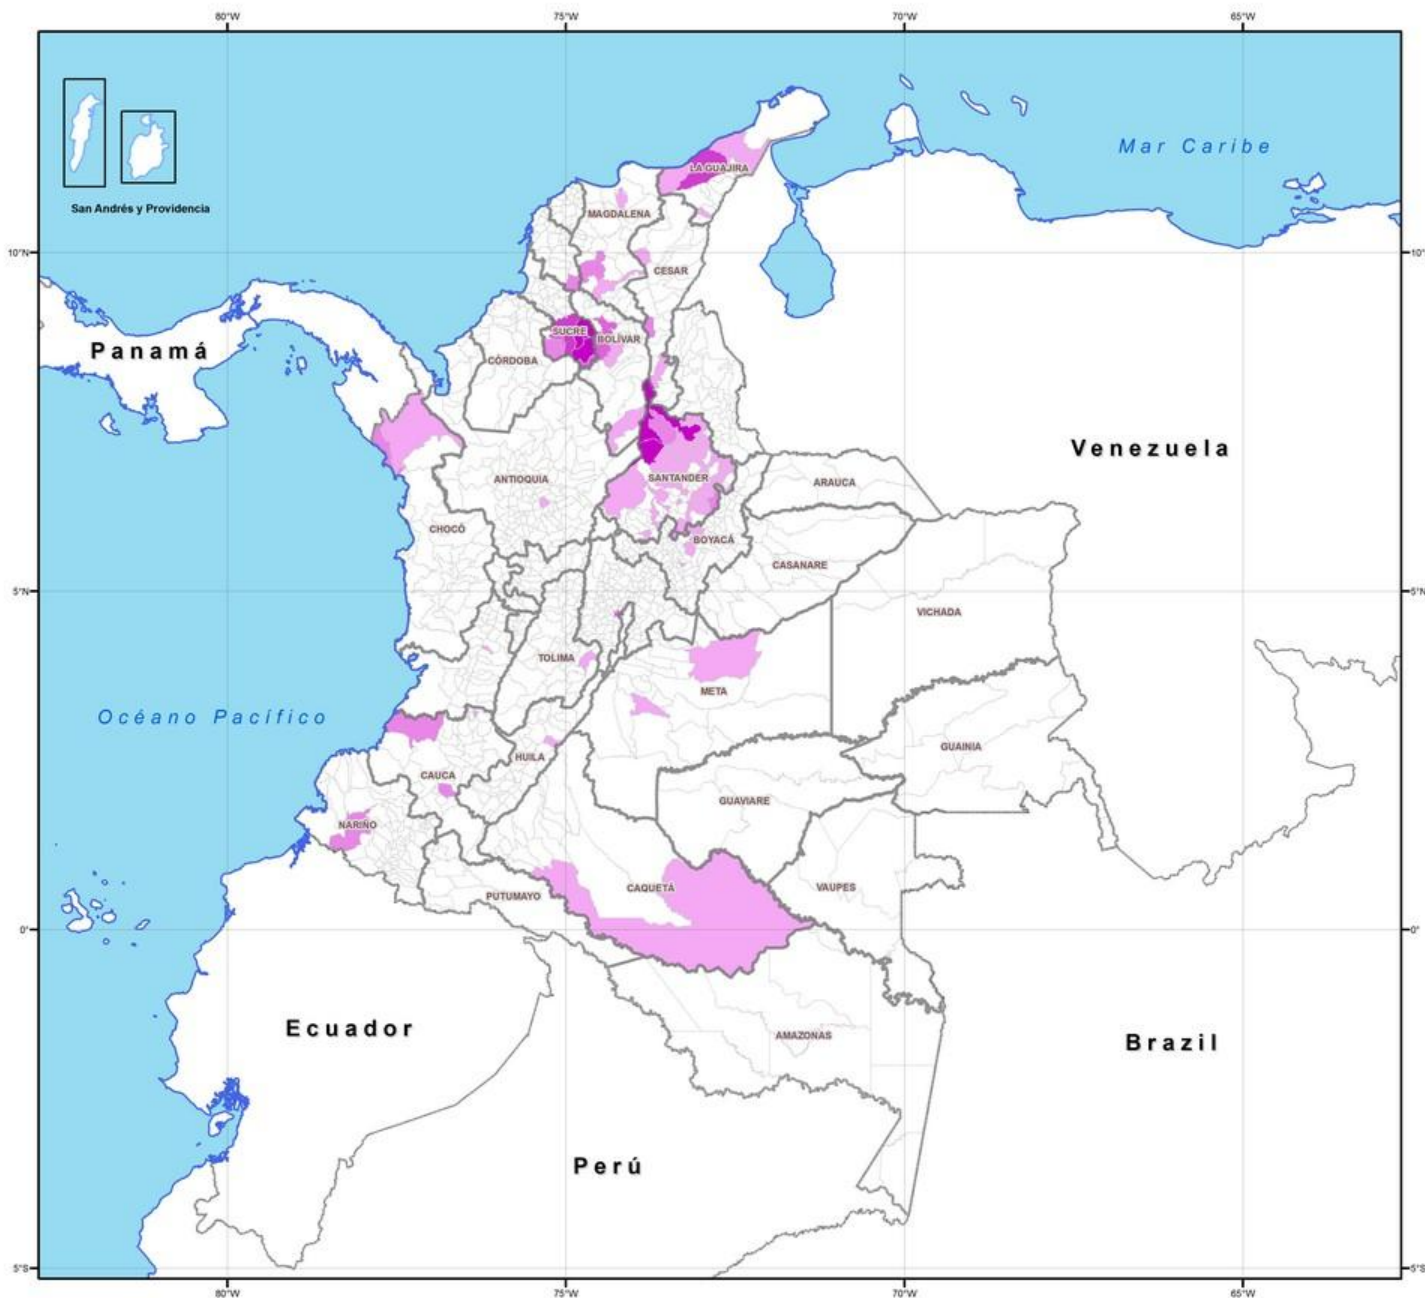 80°W 75°W 70°W 65°W
Mar Caribe
LA GUAJIRA
San Andrés y Providencia
MAGDALENA
10°N 10°N
CESAR
SUCRE
BOLÍVAR
Panamá
CÓRDOBA
Venezuela
SANTANDER
ANTIOQUIA
ARAUCA
CHOCÓ
BOYACÁ
CASANARE
5°N 5°N
VICHADA
TOLIMA
META
Océano Pacífico
GUAINIA
HUILA
CAUCA
GUAVIARE
NARIÑO
CAQUETÁ
VAUPES
PUTUMAYO
0° 0°
Ecuador
AMAZONAS
Brazil
Perú
5°S 5°S
80°W 75°W 70°W 65°W